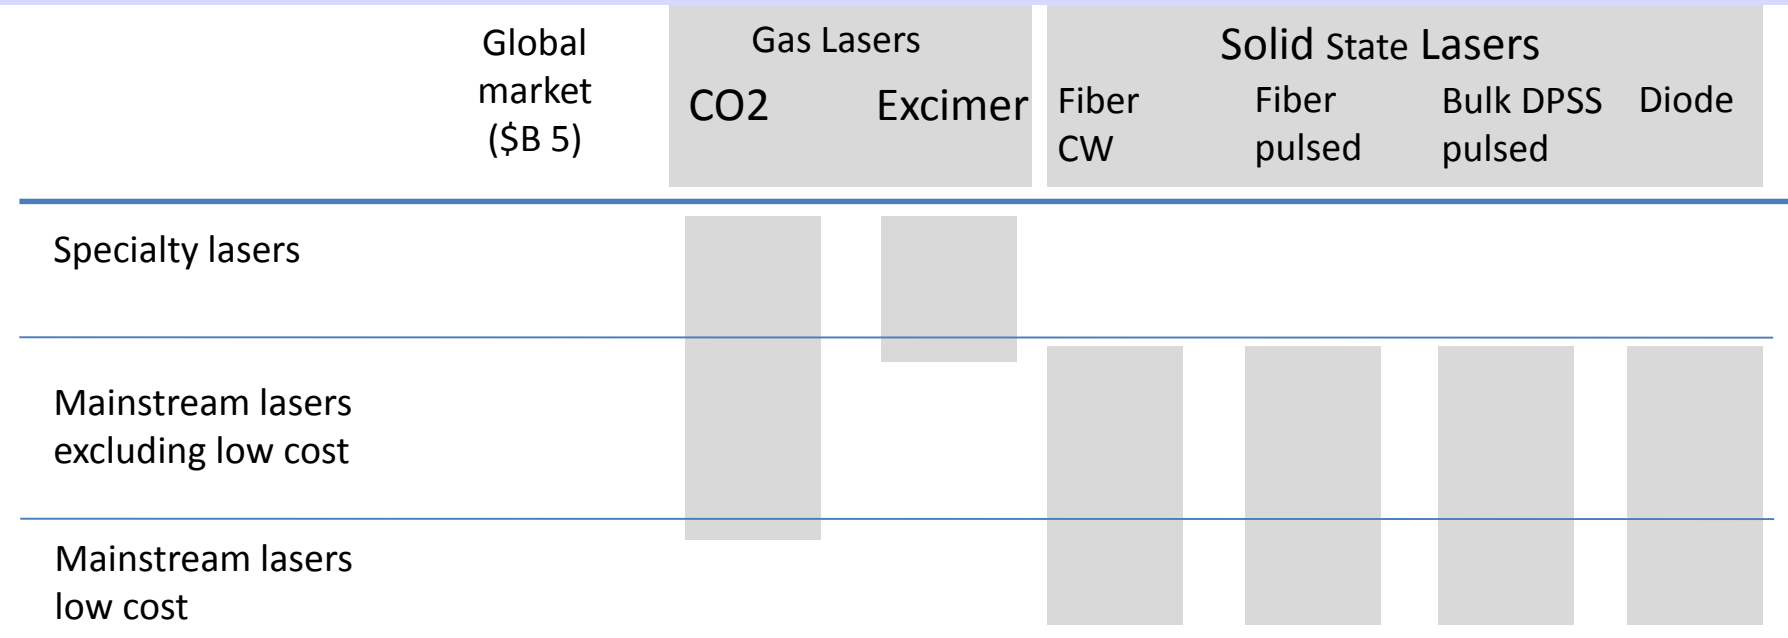 Global
market
($B 5)
Gas Lasers
CO2 Excimer
Solid State Lasers
Fiber
CW
Fiber
pulsed
Bulk DPSS
pulsed
Diode
Specialty lasers
Mainstream lasers
excluding low cost
Mainstream lasers
low cost